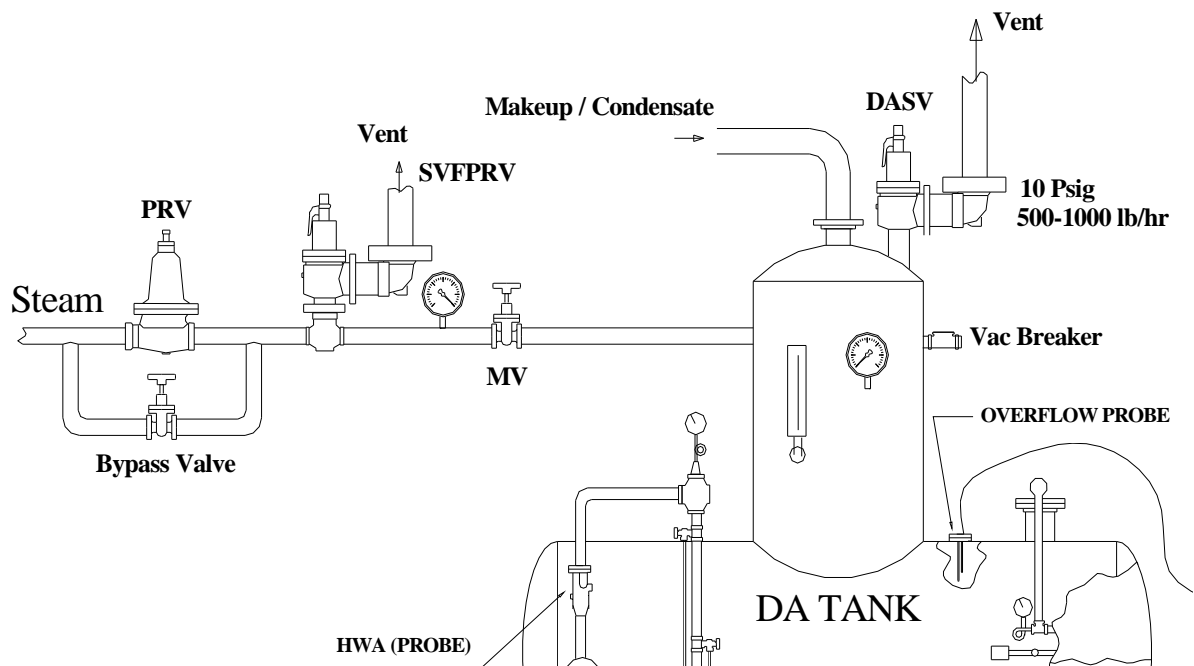 Vent
Makeup / Condensate
DASV
Vent
SVFPRV
10 Psig
500-1000 lb/hr
PRV
Steam
Vac Breaker
MV
OVERFLOW PROBE
Bypass Valve
DA TANK
HWA (PROBE)